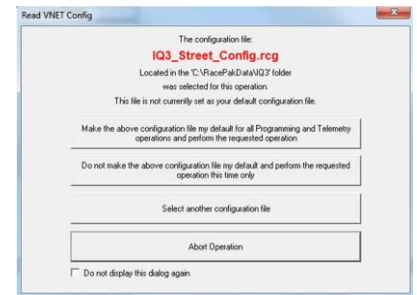 Read VNET Config
The configuration file:
IQ3_Street_Config.rcg
Located in the 'C:\RacePakData\IQ3' folder
was selected for this operation.
This file is not currently set as your default configuration file.
Make the above configuration file my default for all Programming and Telemetry
operations and perform the requested operation
Do not make the above configuration file my default and perform the requested
operation this time only
Select another configuration file
Abort Operation
Do not display this dialog again